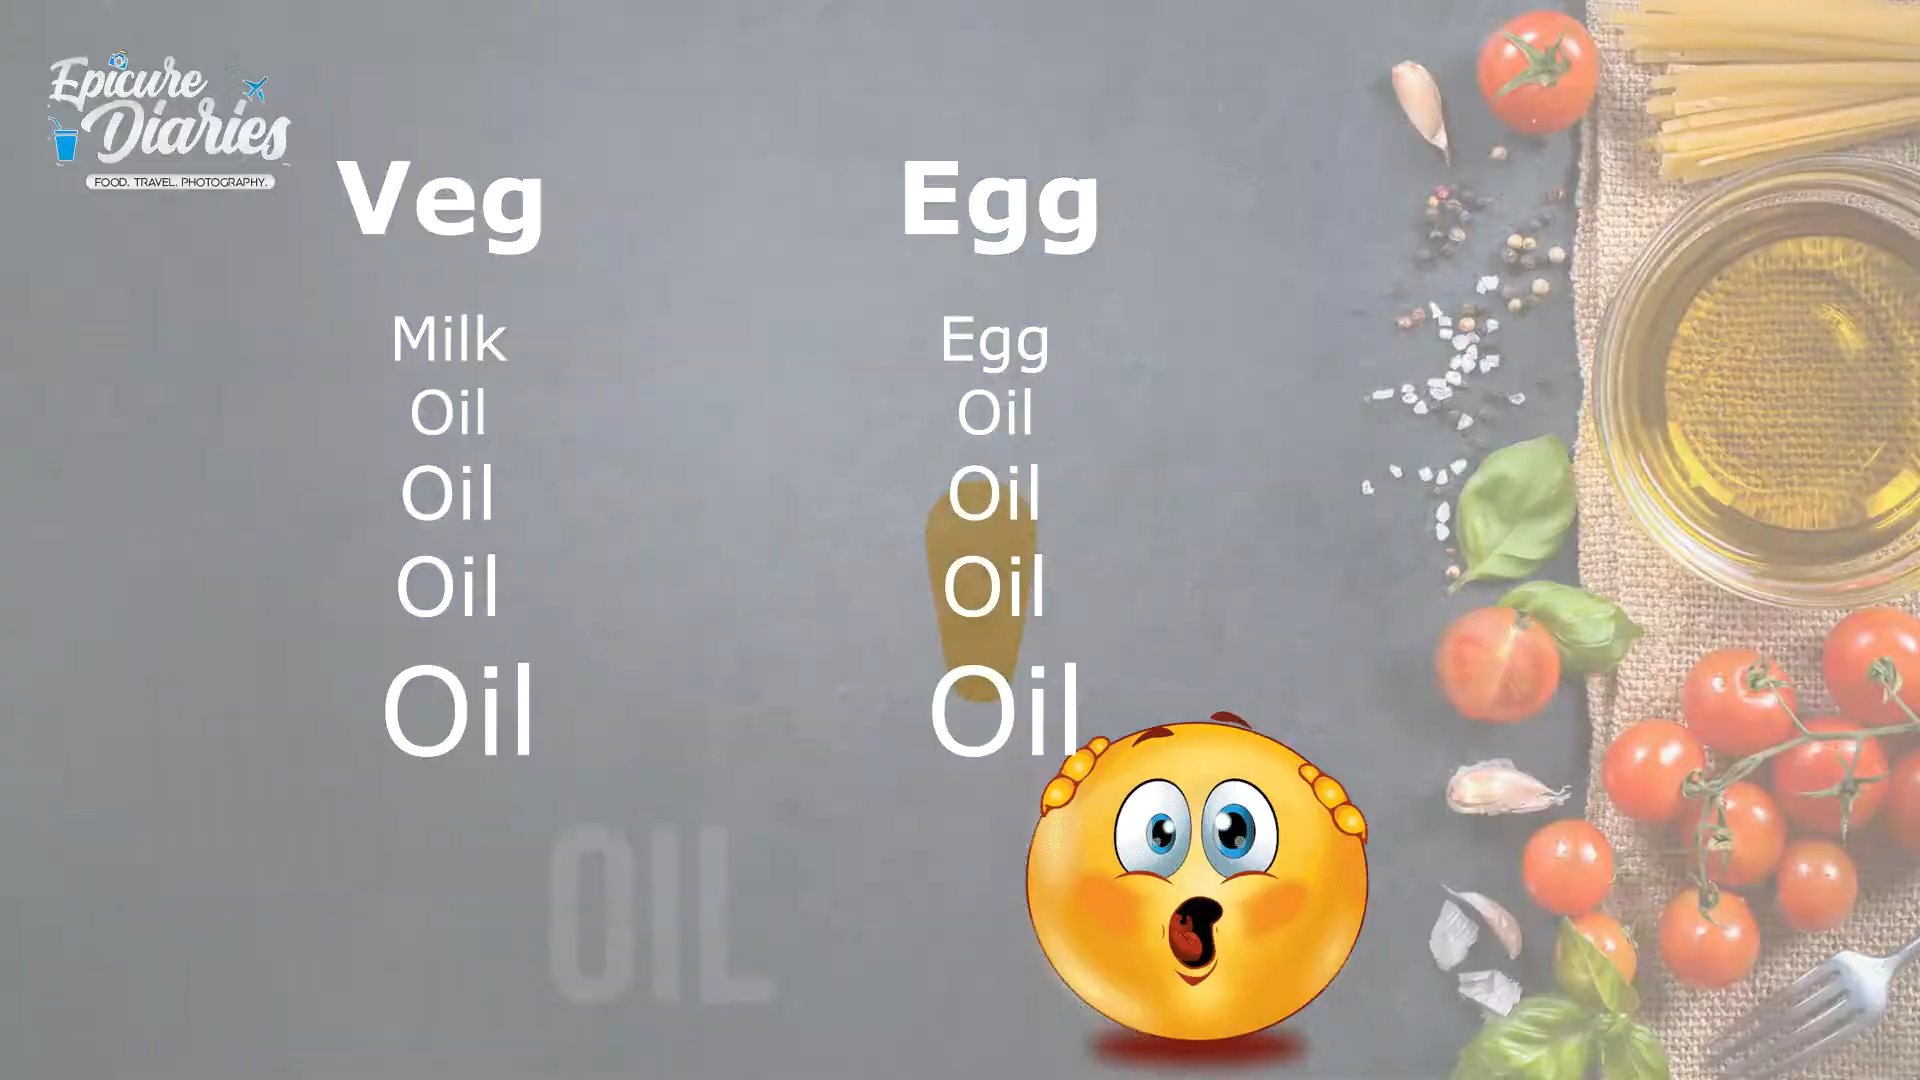 Epicure
Diaries
FOOD. TRAVEL. PHOTOGRAPHY.
Veg
Egg
Milk
Egg
Oil
Oil
Oil
Oil
Oil
Oil
Oil
Oil
OIL